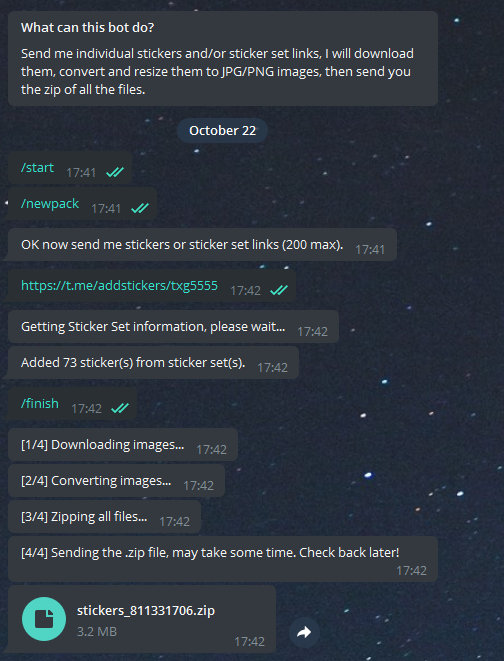 What can this bot do?
Send me individual stickers and/or sticker set links, I will download
them, convert and resize them to JPG/PNG images, then send you
the zip of all the files.
October 22
/start 17:41
/newpack 17:41
OK now send me stickers or sticker set links (200 max). 17:41
https://t.me/addstickers/txg5555 17:42
Getting Sticker Set information, please wait... 17:42
Added 73 sticker(s) from sticker set(s). 17:42
/finish 17:42
[1/4] Downloading images... 17:42
[2/4] Converting images... 17:42
[3/4] Zipping all files... 17:42
[4/4] Sending the .zip file, may take some time. Check back later!
17:42
stickers_811331706.zip
3.2 MB 17:42